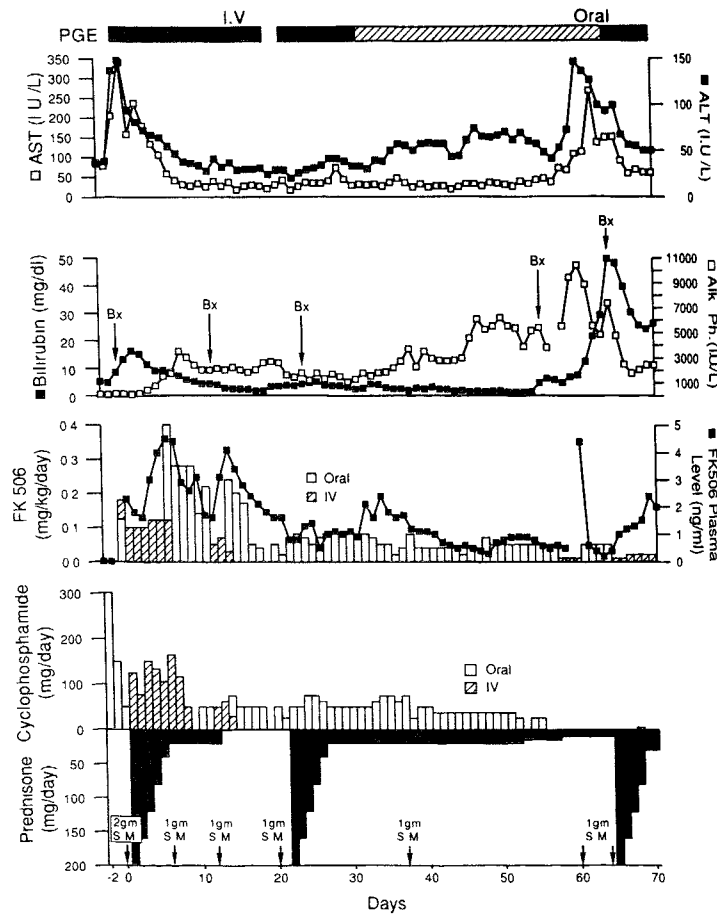 I.V
Oral
PGE
□ AST (I U /L)
350
300
250
200
150
100
50
0
150
100
50
0
ALT (I.U /L)
■ Bilirubin (mg/dl)
50
40
30
20
10
0
Bx
Bx
Bx
Bx
Bx
11000
9000
7000
5000
3000
1000
□ Alk Ph. (I.U/L)
FK 506
(mg/kg/day)
0 4
0 3
0 2
0 1
0 0
□ Oral
▨ IV
5
4
3
2
1
0
■ FK506 Plasma
Level (ng/ml)
Cyclophosphamide
(mg/day)
300
200
100
0
□ Oral
▨ IV
Prednisone
(mg/day)
50
100
150
200
2gm
S M
1gm
S M
1gm
S M
1gm
S M
1gm
S M
1gm
S M
-2 0 10 20 30 40 50 60 70
Days